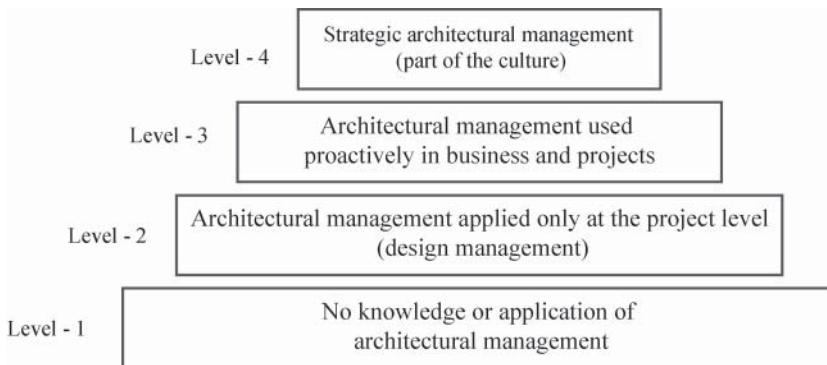 Level - 4
Strategic architectural management
(part of the culture)
Level - 3
Architectural management used
proactively in business and projects
Level - 2
Architectural management applied only at the project level
(design management)
Level - 1
No knowledge or application of
architectural management